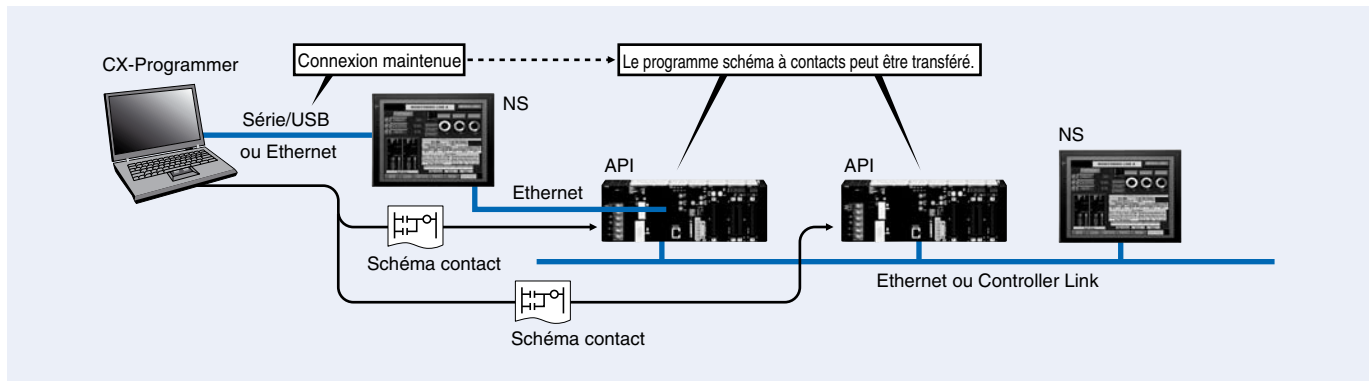 Connexion maintenue
Le programme schéma à contacts peut être transféré.
CX-Programmer
NS
Série/USB
ou Ethernet
NS
API
API
Ethernet
Schéma contact
Ethernet ou Controller Link
Schéma contact